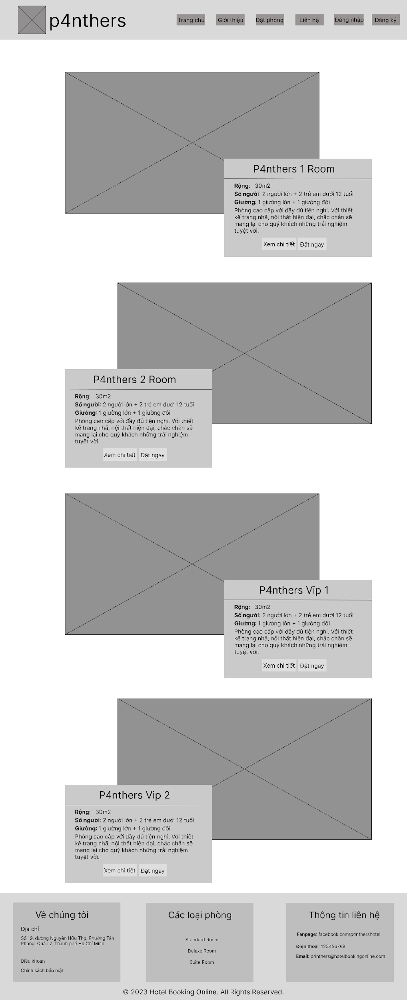 p4nthers
Trang chủ
Giới thiệu
Đặt phòng
Liên hệ
Đăng nhập
Đăng ký
P4nthers 1 Room
Rộng: 30m2
Số người: 2 người lớn + 2 trẻ em dưới 12 tuổi
Giường: 1 giường lớn + 1 giường đôi
Phòng cao cấp với đầy đủ tiện nghi. Với thiết
kế trang nhã, nội thất hiện đại, chắc chắn sẽ
mang lại cho quý khách những trải nghiệm
tuyệt vời.
Xem chi tiết
Đặt ngay
P4nthers 2 Room
Rộng: 30m2
Số người: 2 người lớn + 2 trẻ em dưới 12 tuổi
Giường: 1 giường lớn + 1 giường đôi
Phòng cao cấp với đầy đủ tiện nghi. Với thiết
kế trang nhã, nội thất hiện đại, chắc chắn sẽ
mang lại cho quý khách những trải nghiệm
tuyệt vời.
Xem chi tiết
Đặt ngay
P4nthers Vip 1
Rộng: 30m2
Số người: 2 người lớn + 2 trẻ em dưới 12 tuổi
Giường: 1 giường lớn + 1 giường đôi
Phòng cao cấp với đầy đủ tiện nghi. Với thiết
kế trang nhã, nội thất hiện đại, chắc chắn sẽ
mang lại cho quý khách những trải nghiệm
tuyệt vời.
Xem chi tiết
Đặt ngay
P4nthers Vip 2
Rộng: 30m2
Số người: 2 người lớn + 2 trẻ em dưới 12 tuổi
Giường: 1 giường lớn + 1 giường đôi
Phòng cao cấp với đầy đủ tiện nghi. Với thiết
kế trang nhã, nội thất hiện đại, chắc chắn sẽ
mang lại cho quý khách những trải nghiệm
tuyệt vời.
Xem chi tiết
Đặt ngay
Về chúng tôi
Địa chỉ
Số 19, đường Nguyễn Hữu Thọ, Phường Tân
Phong, Quận 7, Thành phố Hồ Chí Minh
Điều khoản
Chính sách bảo mật
Các loại phòng
Standard Room
Deluxe Room
Suite Room
Thông tin liên hệ
Fanpage: facebook.com/p4nthershotel
Điện thoại: 123456789
Email: p4nthers@hotelbookingonline.com
© 2023 Hotel Booking Online. All Rights Reserved.